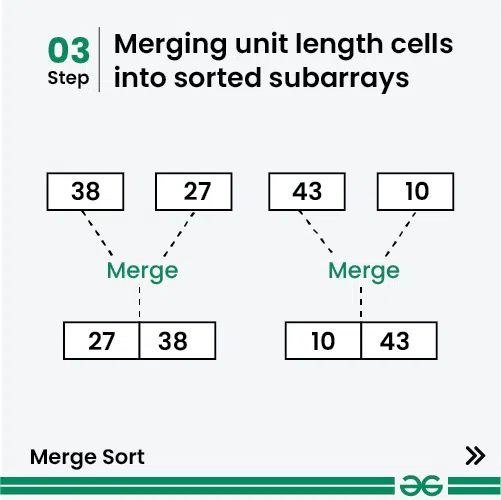 03
Step
Merging unit length cells
into sorted subarrays
38 27 43 10
Merge Merge
27 38 10 43
Merge Sort